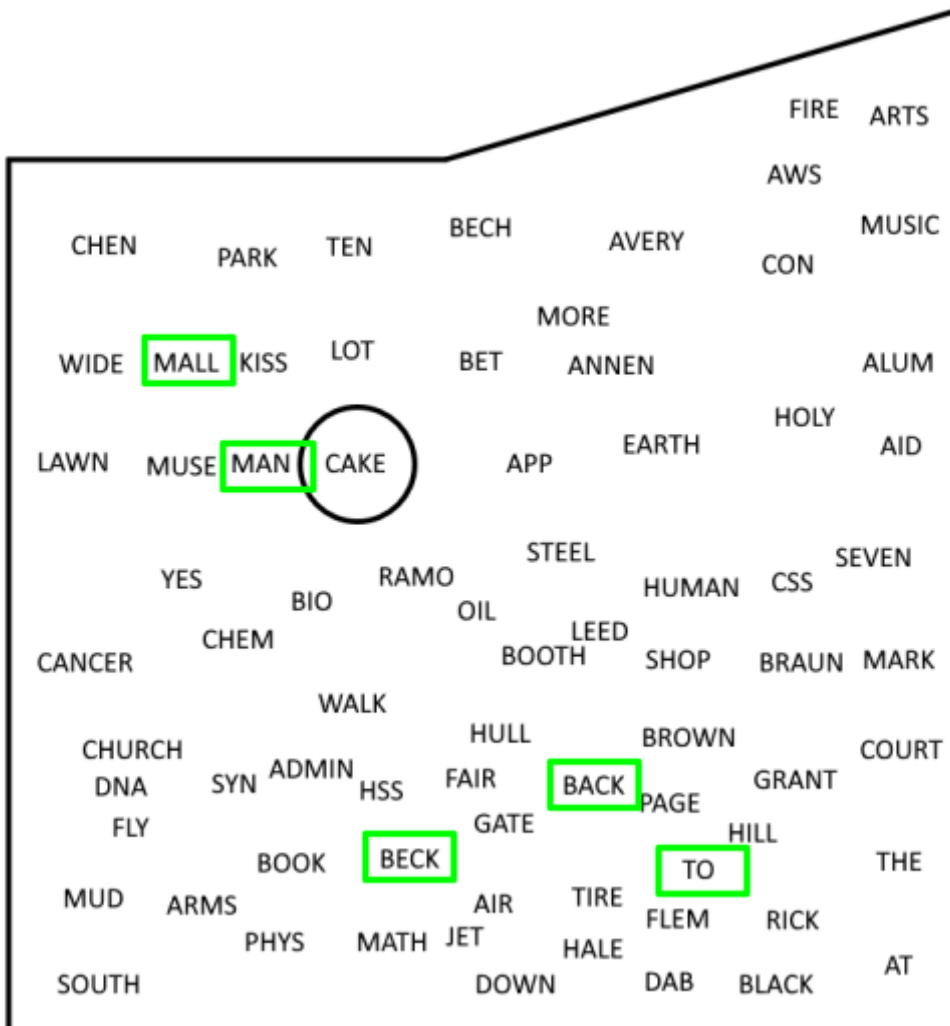 FIRE ARTS
AWS
BECH MUSIC
CHEN PARK TEN AVERY
CON
MORE
WIDE MALL KISS LOT BET ANNEN ALUM
HOLY
LAWN MUSE MAN CAKE APP EARTH AID
STEEL SEVEN
YES BIO RAMO HUMAN CSS
OIL
CHEM LEED
CANCER BOOTH SHOP BRAUN MARK
WALK
HULL BROWN
CHURCH COURT
DNA SYN ADMIN HSS FAIR BACK PAGE GRANT
FLY GATE HILL
BOOK BECK TO THE
MUD ARMS AIR TIRE FLEM RICK
PHYS MATH JET HALE
SOUTH DOWN DAB BLACK AT